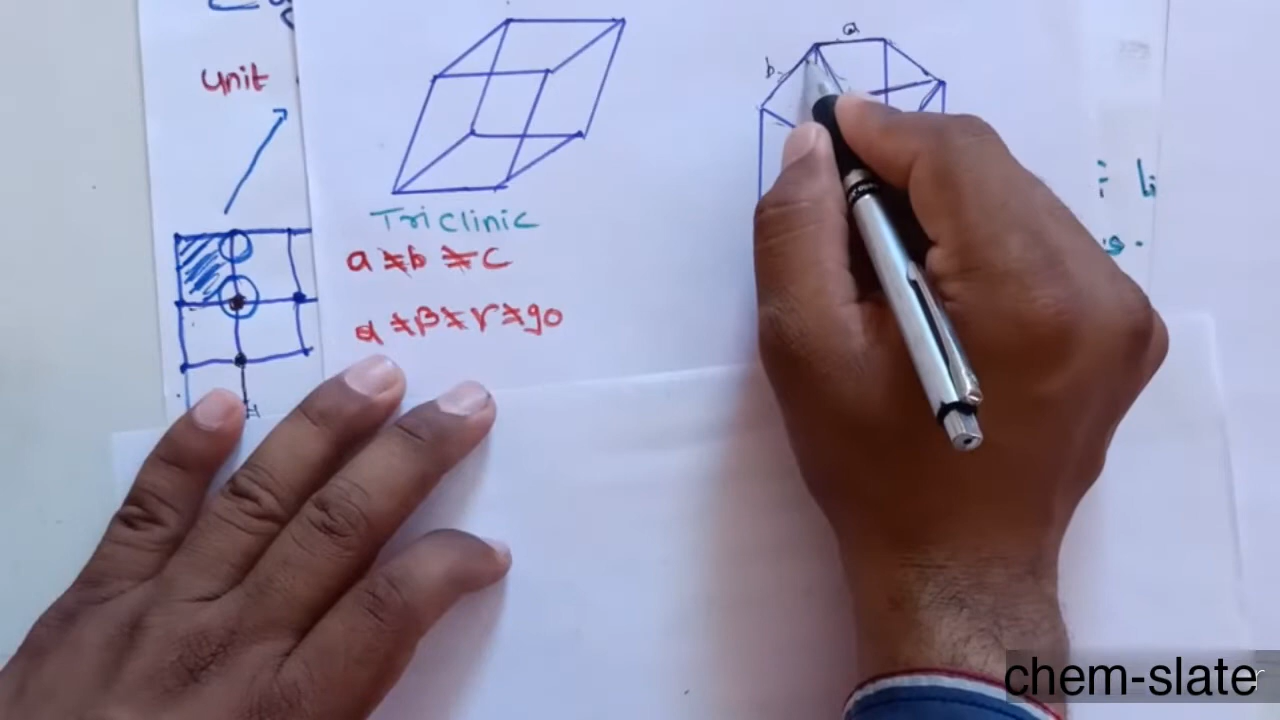 unit
Triclinic
a ≠ b ≠ c
α ≠ β ≠ γ ≠ 90
a
b
chem-slate